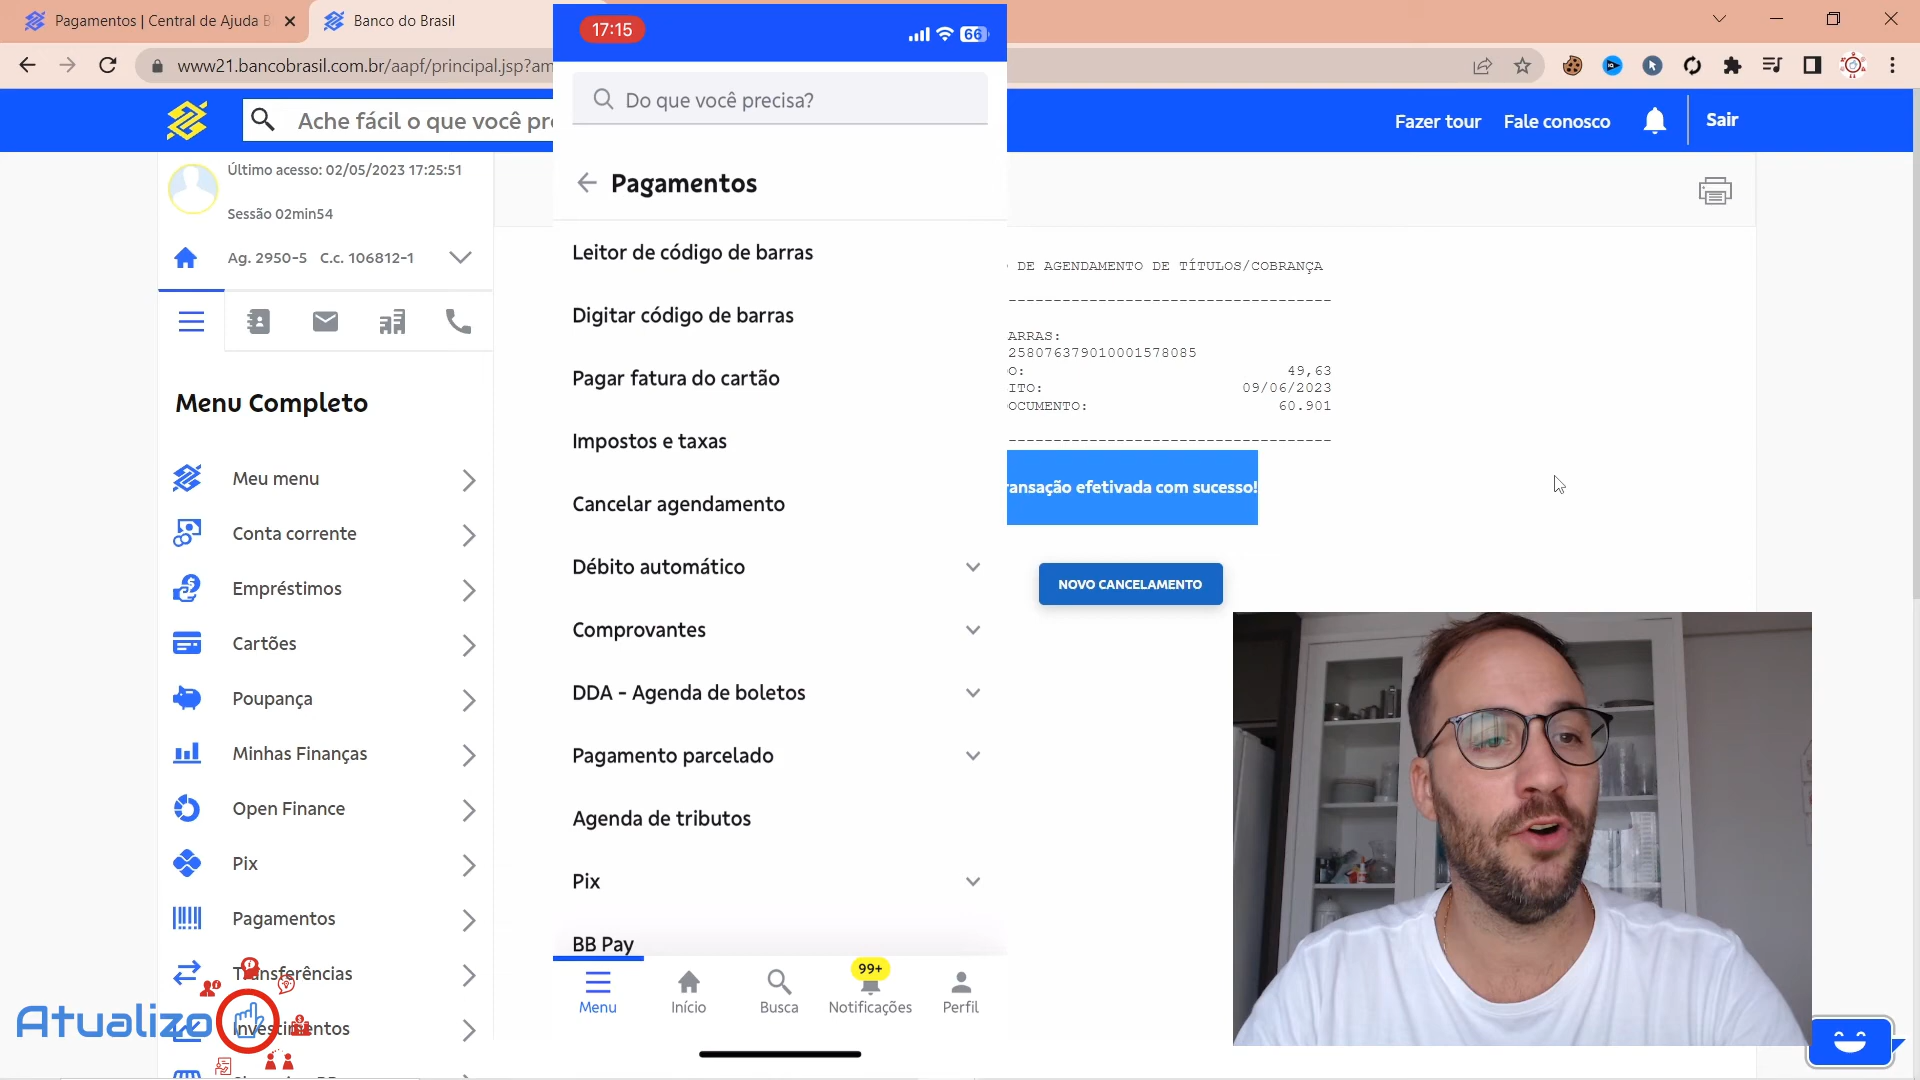 Pagamentos | Central de Ajuda B
Banco do Brasil
www21.bancobrasil.com.br/aapf/principal.jsp?am
Ache fácil o que você pre
Fazer tour
Fale conosco
Sair
Último acesso: 02/05/2023 17:25:51
Sessão 02min54
Ag. 2950-5 C.c. 106812-1
Menu Completo
Meu menu
Conta corrente
Empréstimos
Cartões
Poupança
Minhas Finanças
Open Finance
Pix
Pagamentos
Transferências
Investimentos
Atualizo
17:15
66
Do que você precisa?
Pagamentos
Leitor de código de barras
Digitar código de barras
Pagar fatura do cartão
Impostos e taxas
Cancelar agendamento
Débito automático
Comprovantes
DDA - Agenda de boletos
Pagamento parcelado
Agenda de tributos
Pix
BB Pay
99+
Menu
Início
Busca
Notificações
Perfil
DE AGENDAMENTO DE TÍTULOS/COBRANÇA
ARRAS:
258076379010001578085
O: 49,63
ITO: 09/06/2023
OCUMENTO: 60.901
ransação efetivada com sucesso!
NOVO CANCELAMENTO